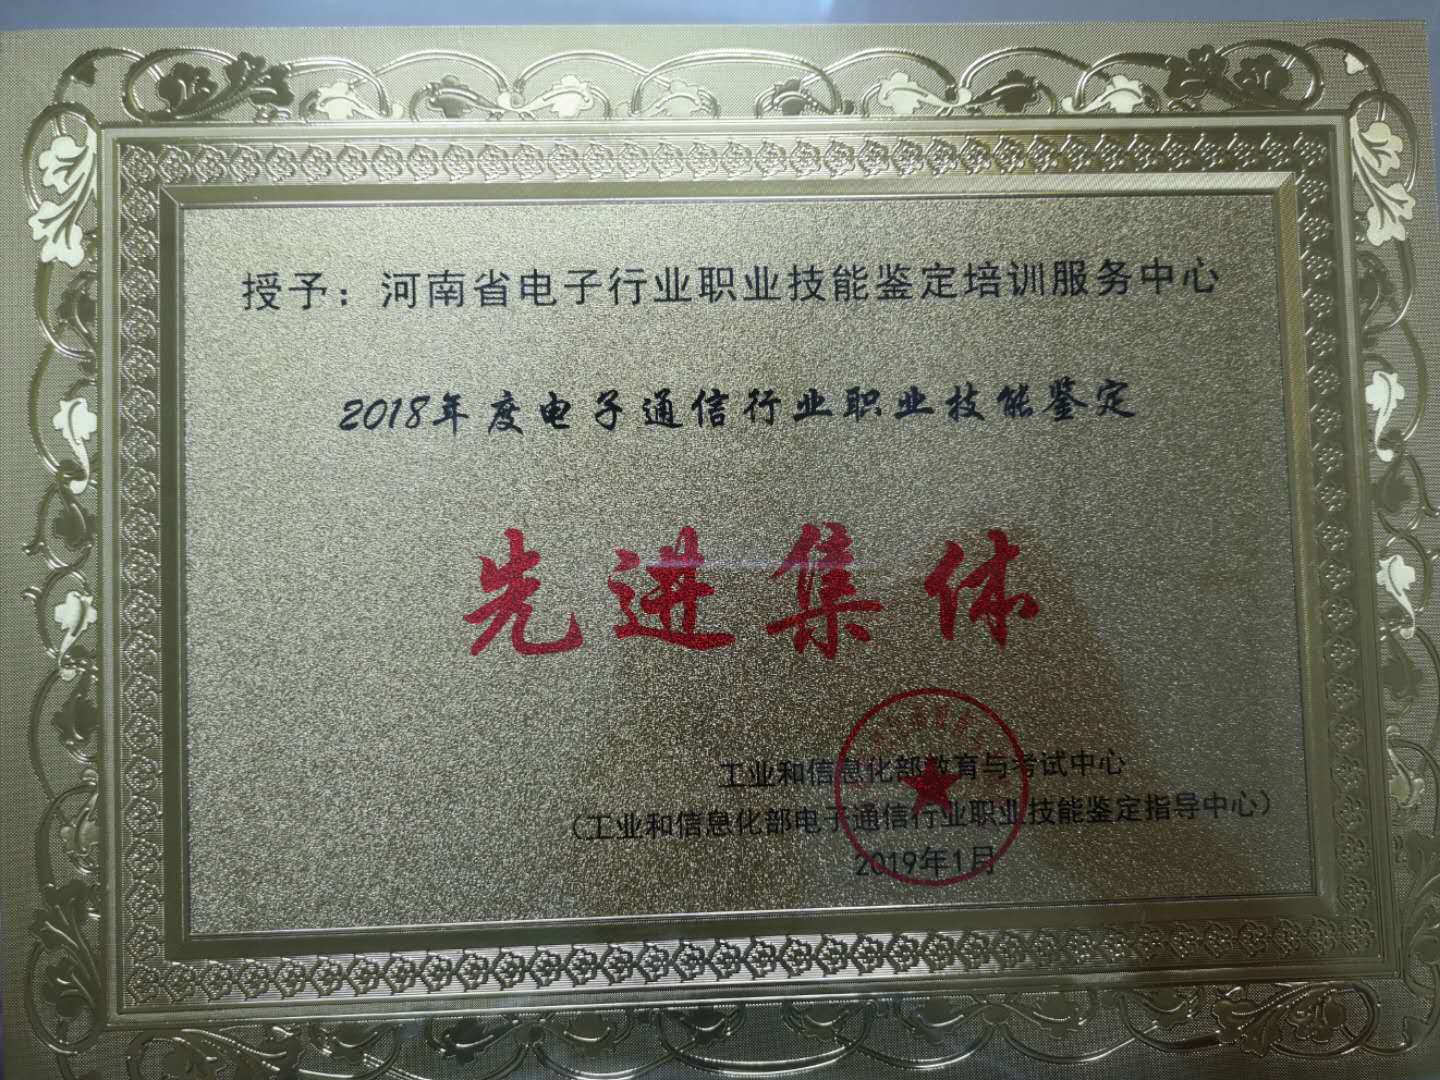 授予：河南省电子行业职业技能鉴定培训服务中心
2018年度电子通信行业职业技能鉴定
先进集体
工业和信息化部教育与考试中心
（工业和信息化部电子通信行业职业技能鉴定指导中心）
2019年1月